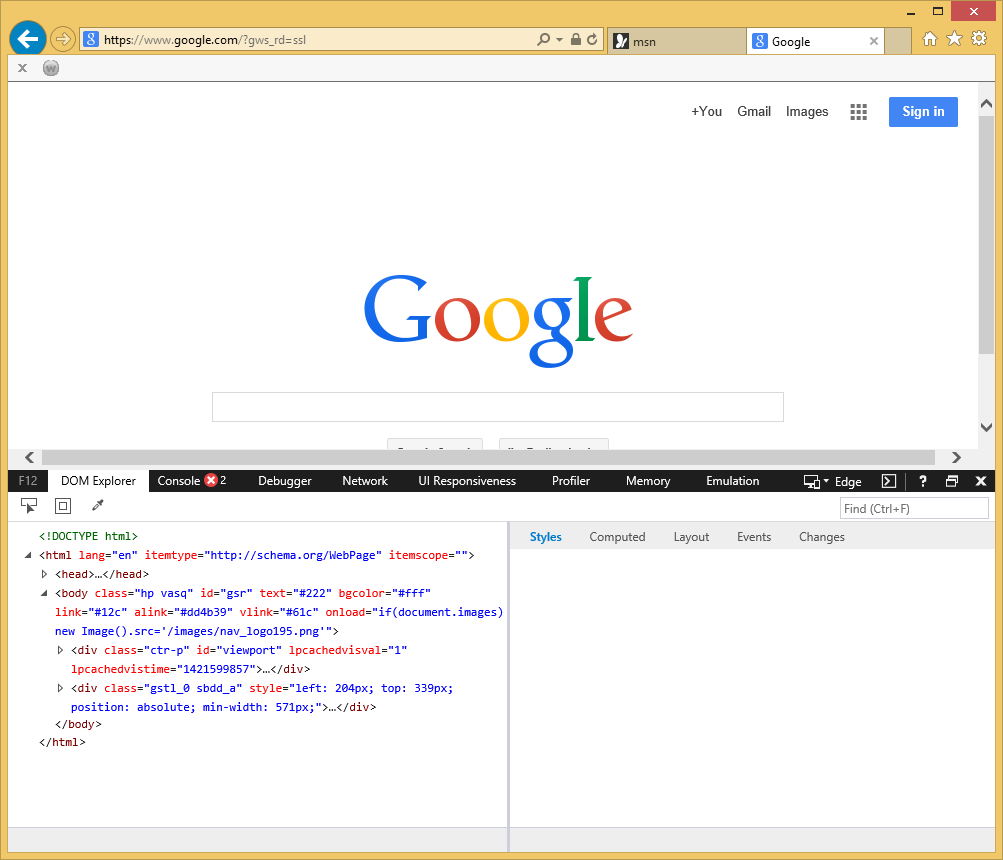 https://www.google.com/?gws_rd=ssl
msn
Google
+You Gmail Images Sign in
Google
F12 DOM Explorer Console 2 Debugger Network UI Responsiveness Profiler Memory Emulation Edge ?
Find (Ctrl+F)
Styles Computed Layout Events Changes
<!DOCTYPE html>
<html lang="en" itemtype="http://schema.org/WebPage" itemscope="">
<head>…</head>
<body class="hp vasq" id="gsr" text="#222" bgcolor="#fff"
link="#12c" alink="#dd4b39" vlink="#61c" onload="if(document.images)
new Image().src='/images/nav_logo195.png'">
<div class="ctr-p" id="viewport" lpcachedvisval="1"
lpcachedvistime="1421599857">…</div>
<div class="gstl_0 sbdd_a" style="left: 204px; top: 339px;
position: absolute; min-width: 571px;">…</div>
</body>
</html>